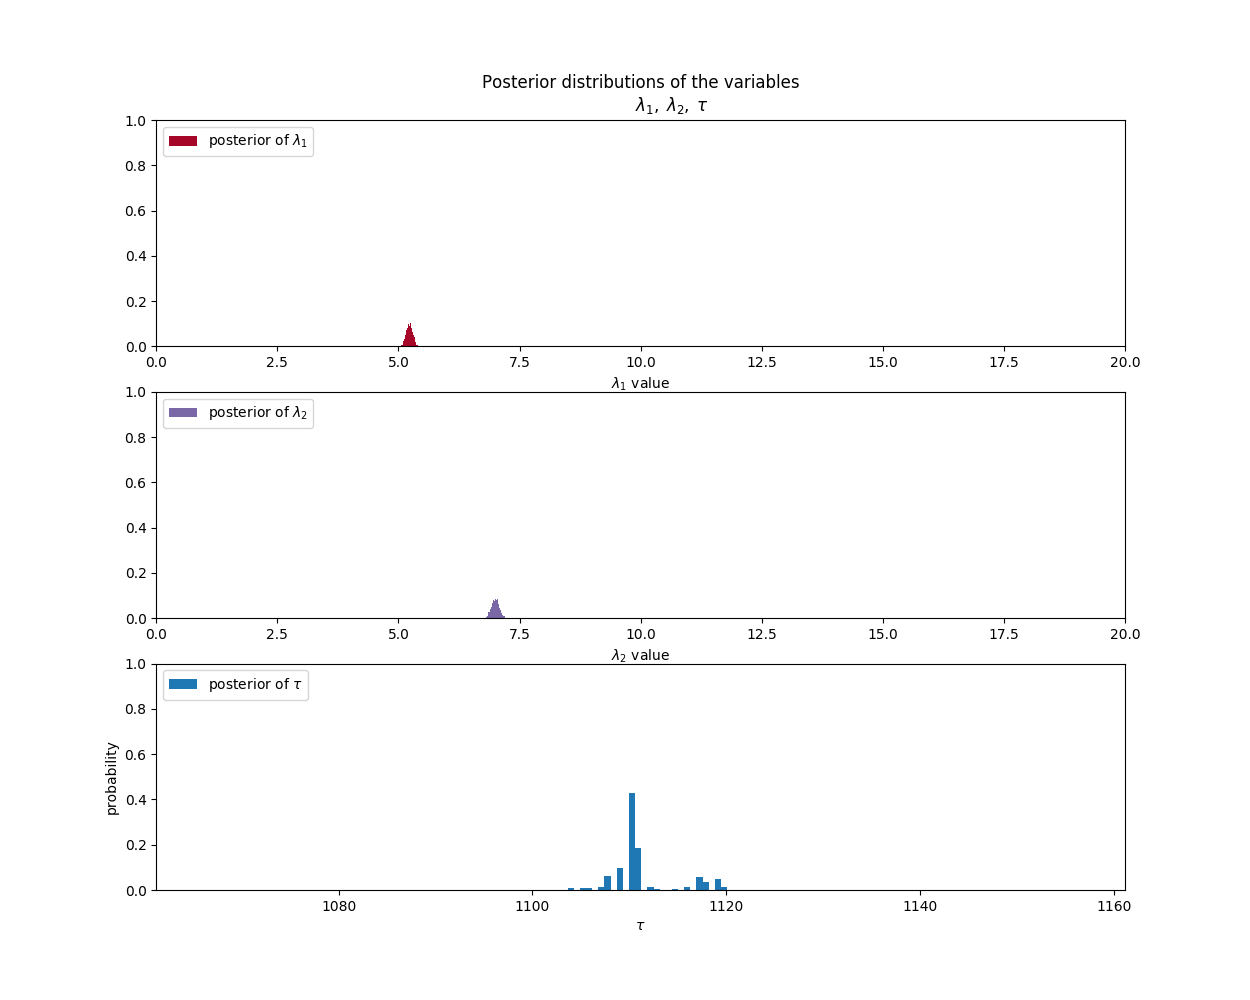 Posterior distributions of the variables
λ₁, λ₂, τ
1.0
0.8
0.6
0.4
0.2
0.0
posterior of λ₁
0.0 2.5 5.0 7.5 10.0 12.5 15.0 17.5 20.0
λ₁ value
1.0
0.8
0.6
0.4
0.2
0.0
posterior of λ₂
0.0 2.5 5.0 7.5 10.0 12.5 15.0 17.5 20.0
λ₂ value
1.0
0.8
0.6
0.4
0.2
0.0
probability
posterior of τ
1080 1100 1120 1140 1160
τ